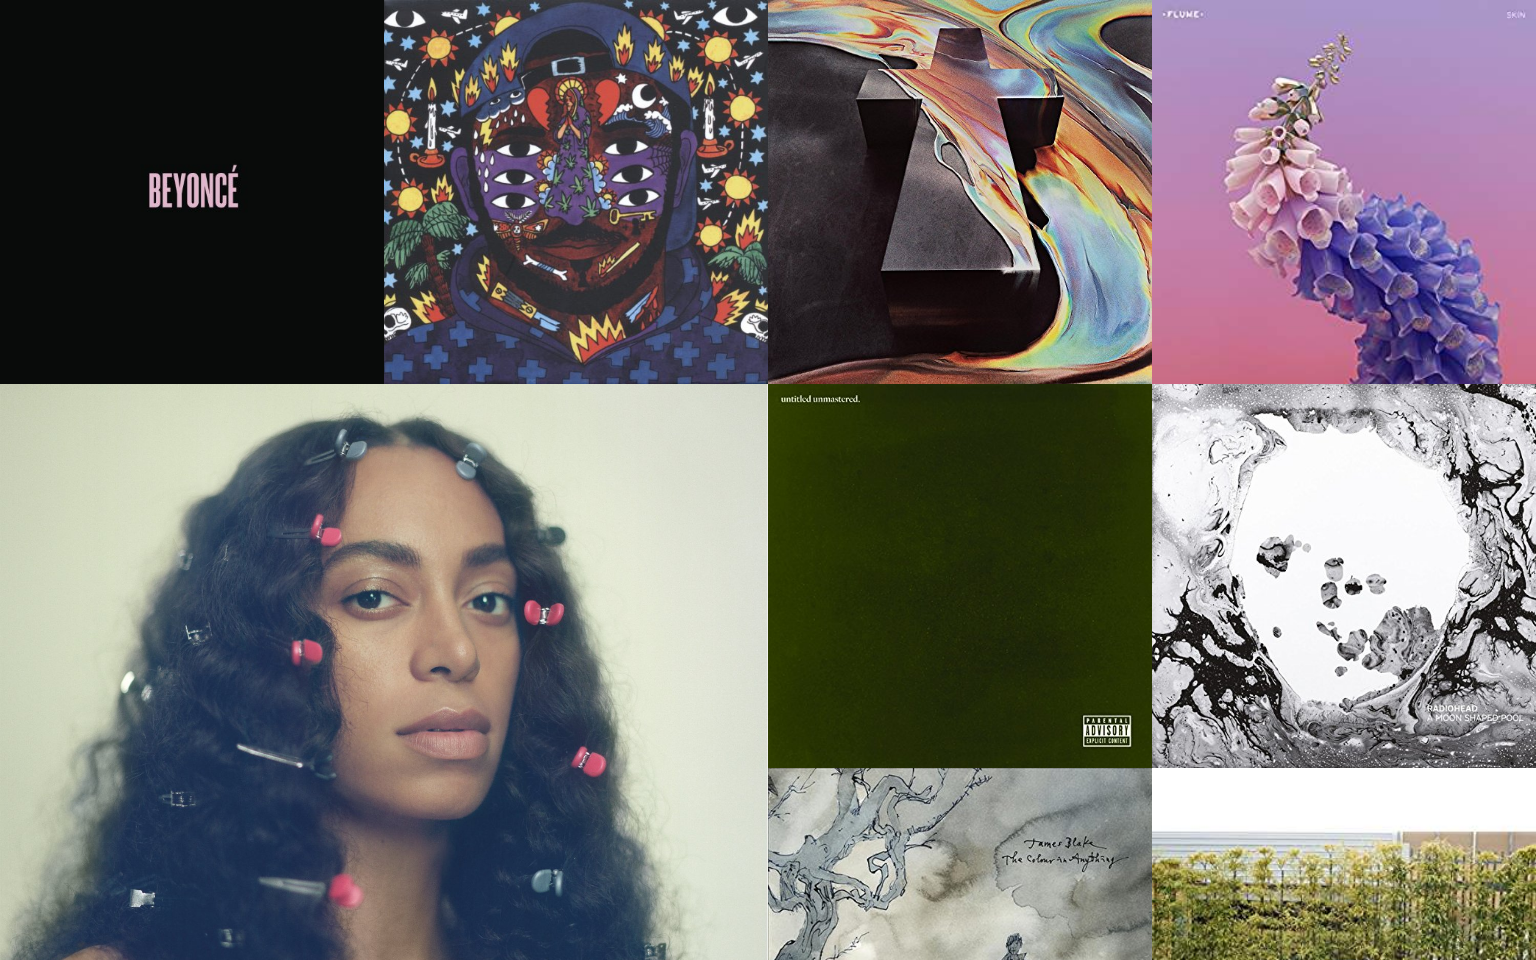 BEYONCÉ
·FLUME·
SKIN
untitled unmastered.
PARENTAL
ADVISORY
EXPLICIT CONTENT
RADIOHEAD
A MOON SHAPED POOL
James Blake
The Colour in Anything